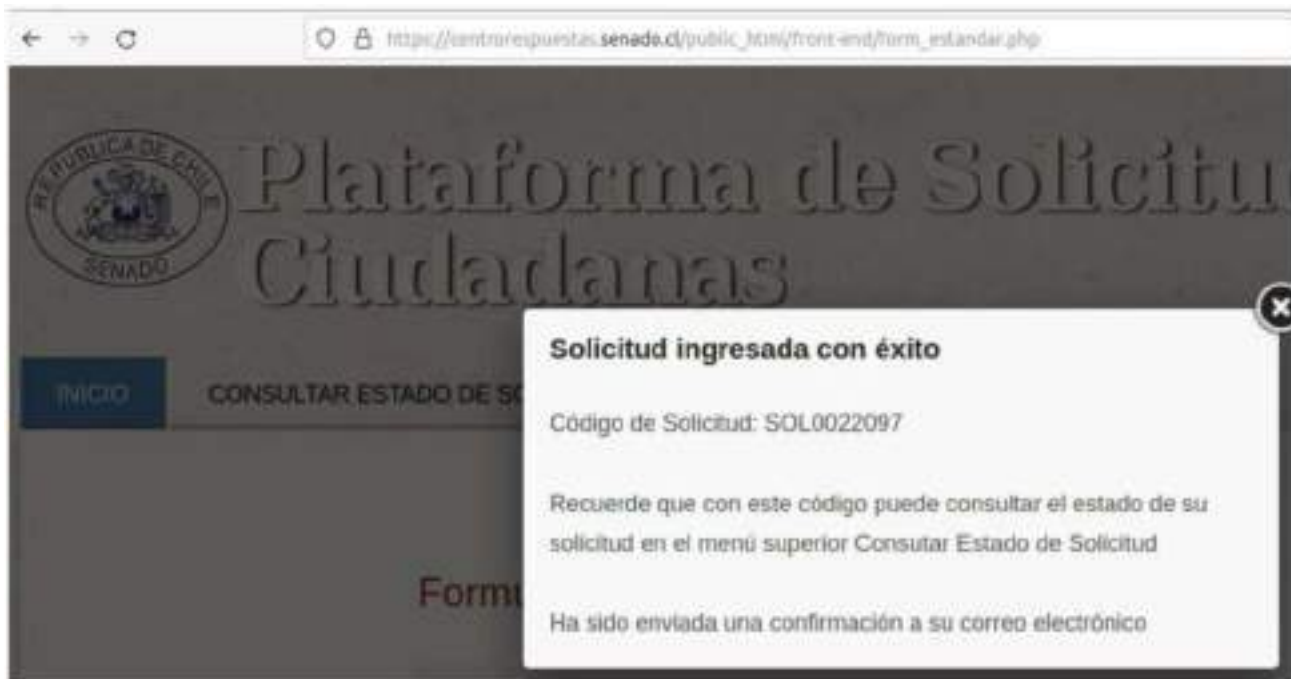 https://centrorespuestas.senado.cl/public_html/front-end/form_estandar.php
REPUBLICA DE CHILE
SENADO
Plataforma de Solicitu
Ciudadanas
INICIO
CONSULTAR ESTADO DE SO
Formu
Solicitud ingresada con éxito
Código de Solicitud: SOL0022097
Recuerde que con este código puede consultar el estado de su
solicitud en el menú superior Consutar Estado de Solicitud
Ha sido enviada una confirmación a su correo electrónico